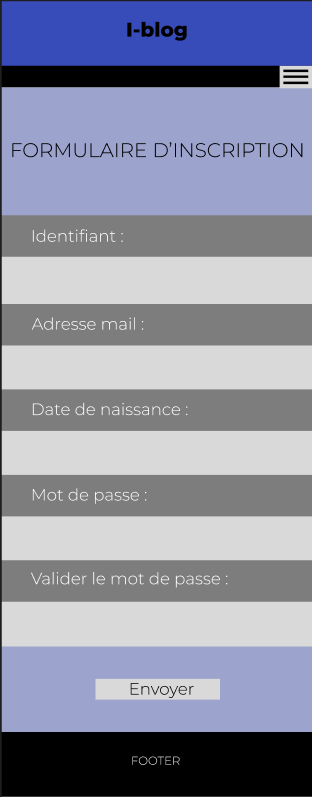 I-blog
FORMULAIRE D’INSCRIPTION
Identifiant :
Adresse mail :
Date de naissance :
Mot de passe :
Valider le mot de passe :
Envoyer
FOOTER